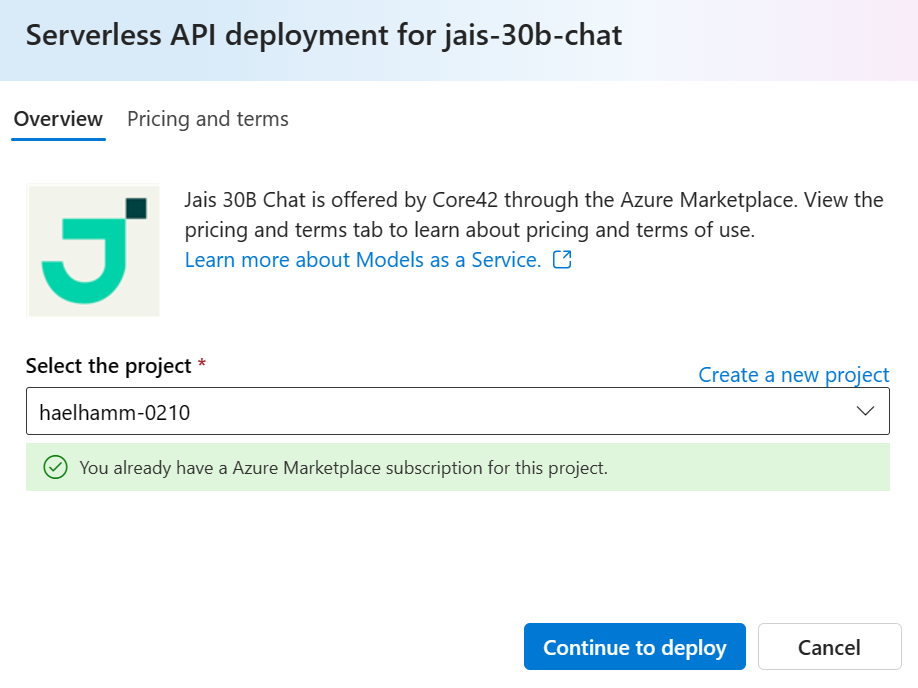 Serverless API deployment for jais-30b-chat
Overview
Pricing and terms
Jais 30B Chat is offered by Core42 through the Azure Marketplace. View the
pricing and terms tab to learn about pricing and terms of use.
Learn more about Models as a Service.
Select the project *
Create a new project
haelhamm-0210
You already have a Azure Marketplace subscription for this project.
Continue to deploy
Cancel